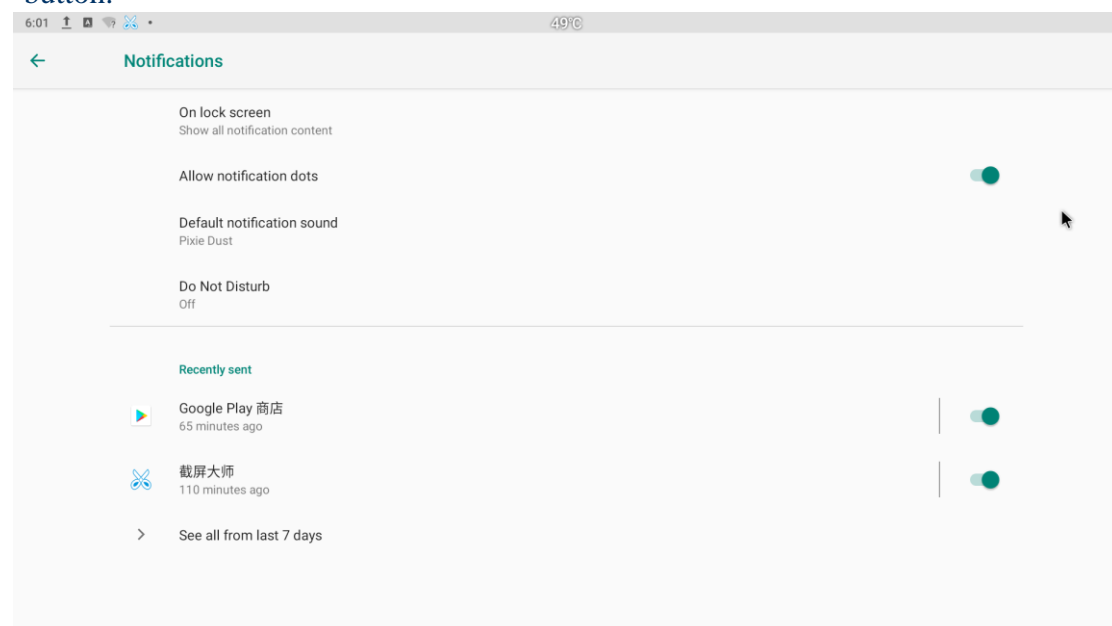 button.
6:01
49℃
Notifications
On lock screen
Show all notification content
Allow notification dots
Default notification sound
Pixie Dust
Do Not Disturb
Off
Recently sent
Google Play 商店
65 minutes ago
截屏大师
110 minutes ago
See all from last 7 days